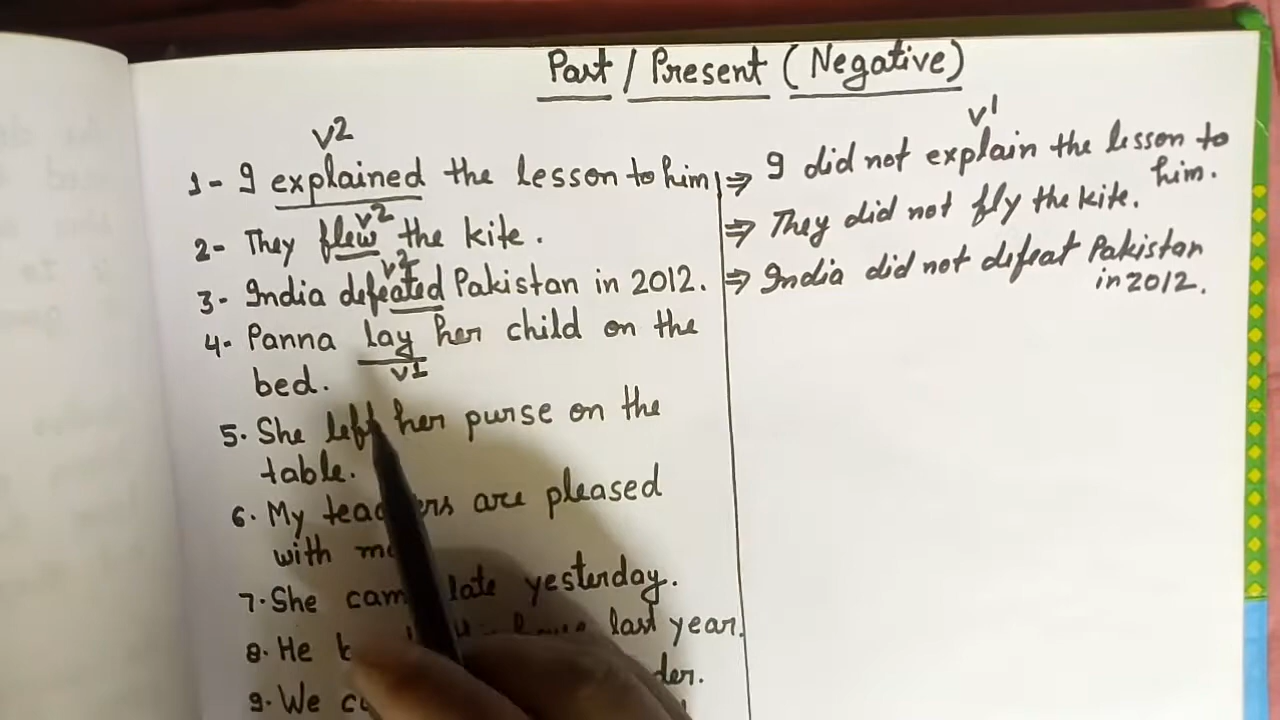 Past / Present (Negative)
v2
v1
1- I explained the lesson to him, ⇒ I did not explain the lesson to
him.
v2
2- They flew the kite. ⇒ They did not fly the kite.
v2
3- India defeated Pakistan in 2012. ⇒ India did not defeat Pakistan
in 2012.
4- Panna lay her child on the
v1
bed.
5. She left her purse on the
table.
6. My are pleased
with
7. She late yesterday.
8. He last year.
9. We